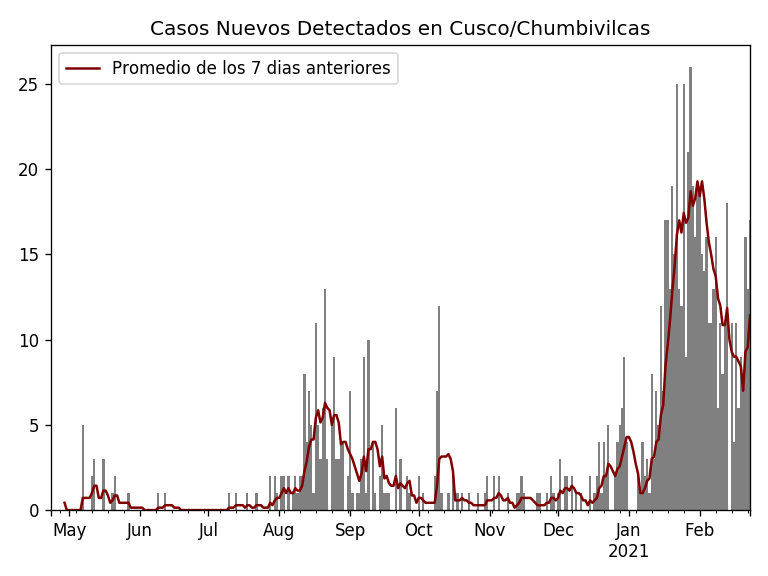 Casos Nuevos Detectados en Cusco/Chumbivilcas
Promedio de los 7 dias anteriores
25
20
15
10
5
0
May Jun Jul Aug Sep Oct Nov Dec Jan Feb
2021